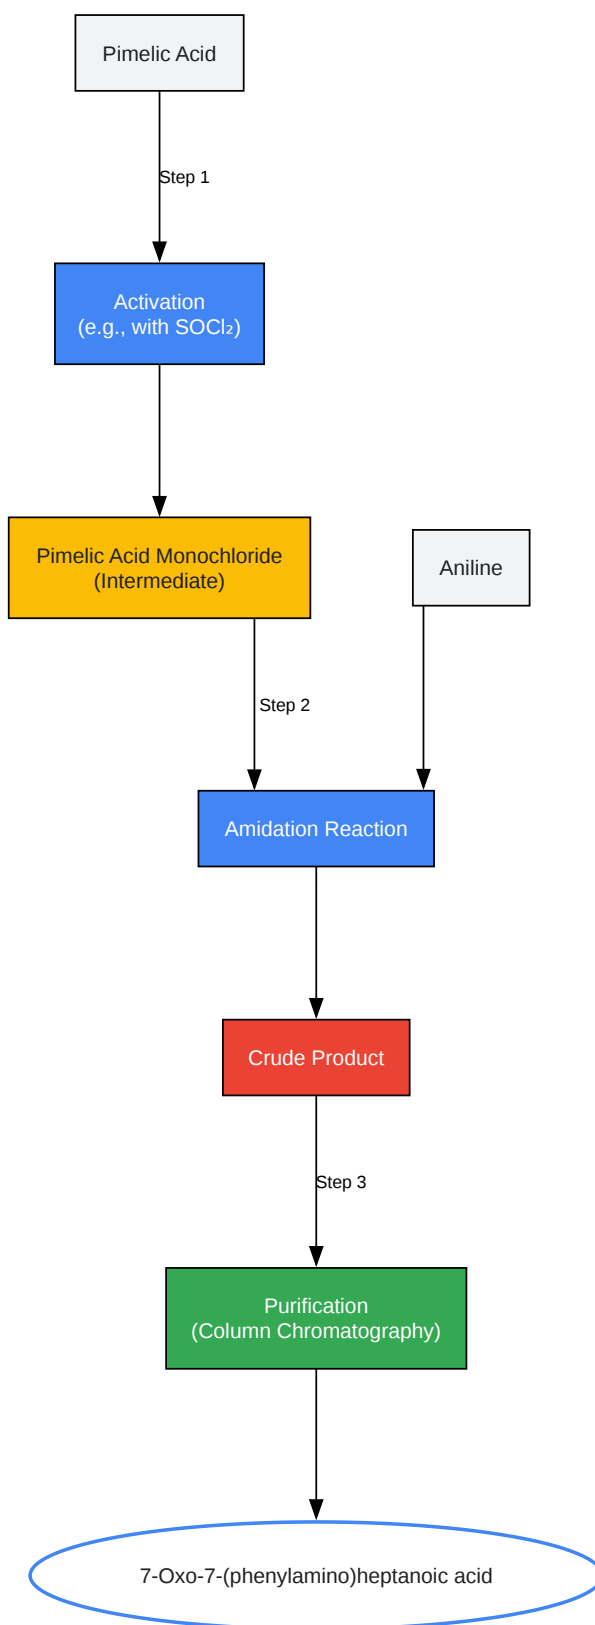 Pimelic Acid
Step 1
Activation
(e.g., with SOCl₂)
Pimelic Acid Monochloride
(Intermediate)
Aniline
Step 2
Amidation Reaction
Crude Product
Step 3
Purification
(Column Chromatography)
7-Oxo-7-(phenylamino)heptanoic acid